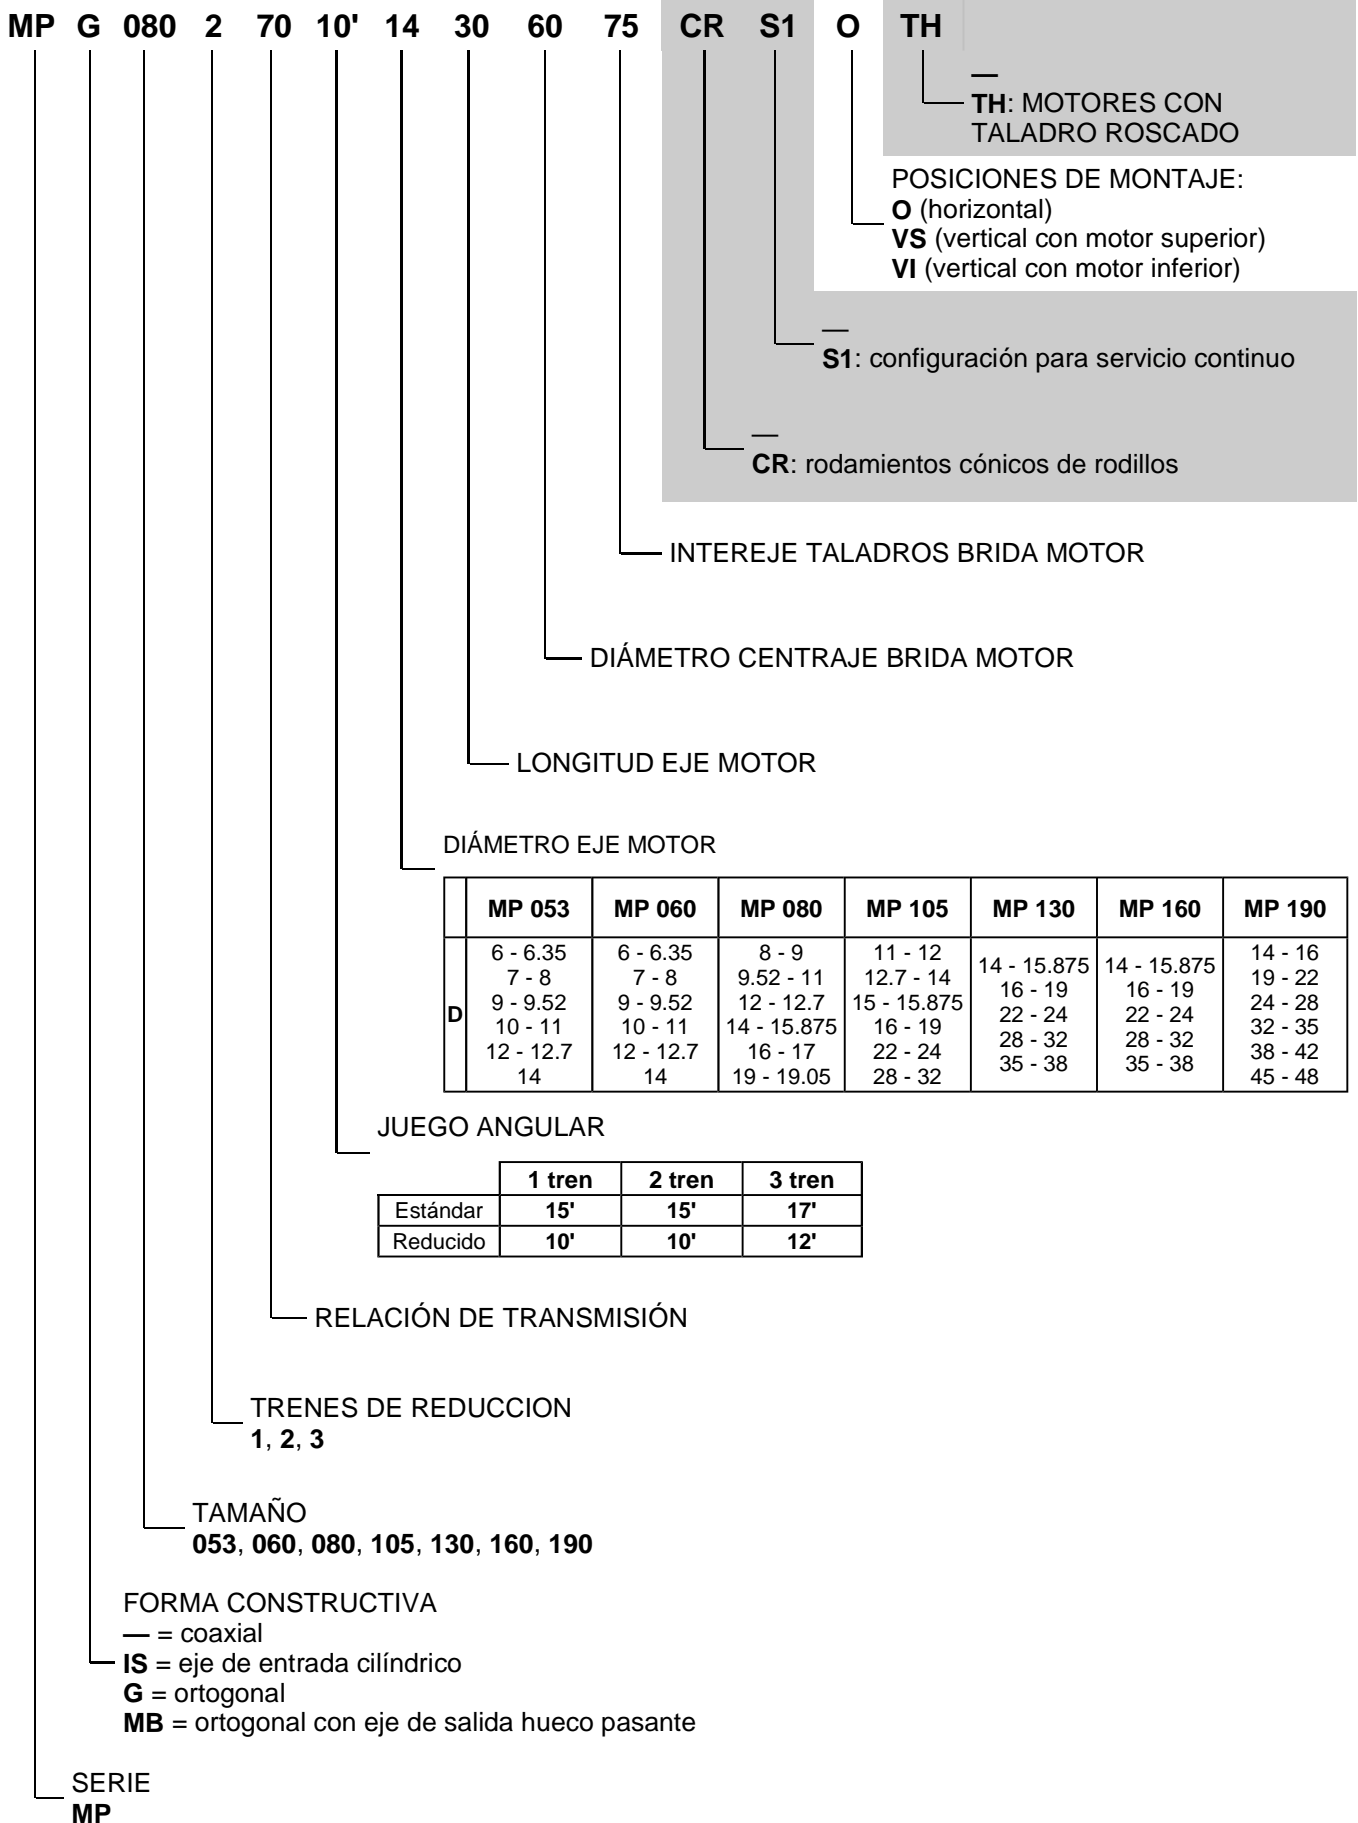 MP G 080 2 70 10' 14 30 60 75 CR S1 O TH
—
TH: MOTORES CON
TALADRO ROSCADO
POSICIONES DE MONTAJE:
O (horizontal)
VS (vertical con motor superior)
VI (vertical con motor inferior)
—
S1: configuración para servicio continuo
—
CR: rodamientos cónicos de rodillos
INTEREJE TALADROS BRIDA MOTOR
DIÁMETRO CENTRAJE BRIDA MOTOR
LONGITUD EJE MOTOR
DIÁMETRO EJE MOTOR
MP 053 MP 060 MP 080 MP 105 MP 130 MP 160 MP 190
D
6 - 6.35
7 - 8
9 - 9.52
10 - 11
12 - 12.7
14
6 - 6.35
7 - 8
9 - 9.52
10 - 11
12 - 12.7
14
8 - 9
9.52 - 11
12 - 12.7
14 - 15.875
16 - 17
19 - 19.05
11 - 12
12.7 - 14
15 - 15.875
16 - 19
22 - 24
28 - 32
14 - 15.875
16 - 19
22 - 24
28 - 32
35 - 38
14 - 15.875
16 - 19
22 - 24
28 - 32
35 - 38
14 - 16
19 - 22
24 - 28
32 - 35
38 - 42
45 - 48
JUEGO ANGULAR
1 tren 2 tren 3 tren
Estándar 15' 15' 17'
Reducido 10' 10' 12'
RELACIÓN DE TRANSMISIÓN
TRENES DE REDUCCION
1, 2, 3
TAMAÑO
053, 060, 080, 105, 130, 160, 190
FORMA CONSTRUCTIVA
— = coaxial
IS = eje de entrada cilíndrico
G = ortogonal
MB = ortogonal con eje de salida hueco pasante
SERIE
MP